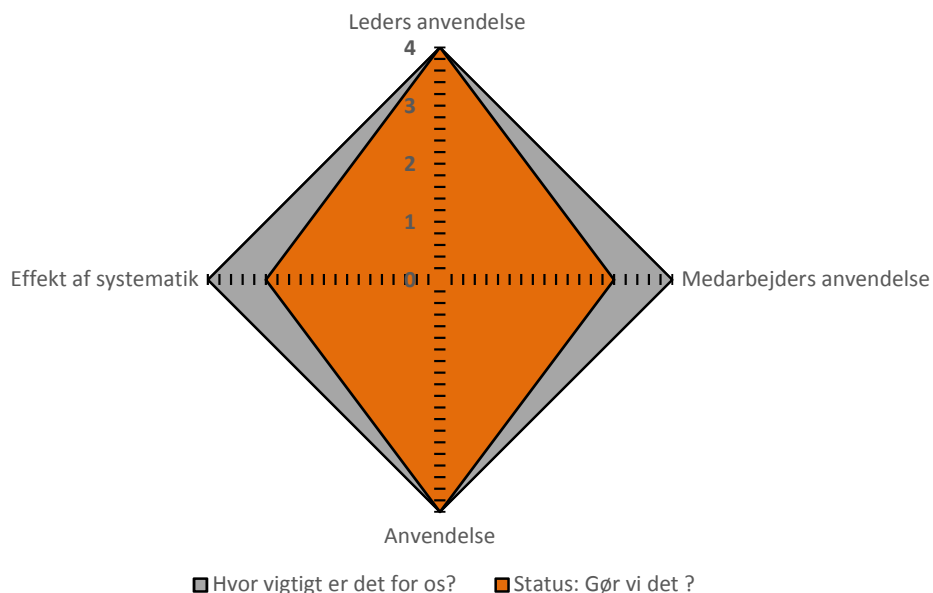 Leders anvendelse
4
3
2
1
0
Effekt af systematik
Medarbejders anvendelse
Anvendelse
Hvor vigtigt er det for os?
Status: Gør vi det ?